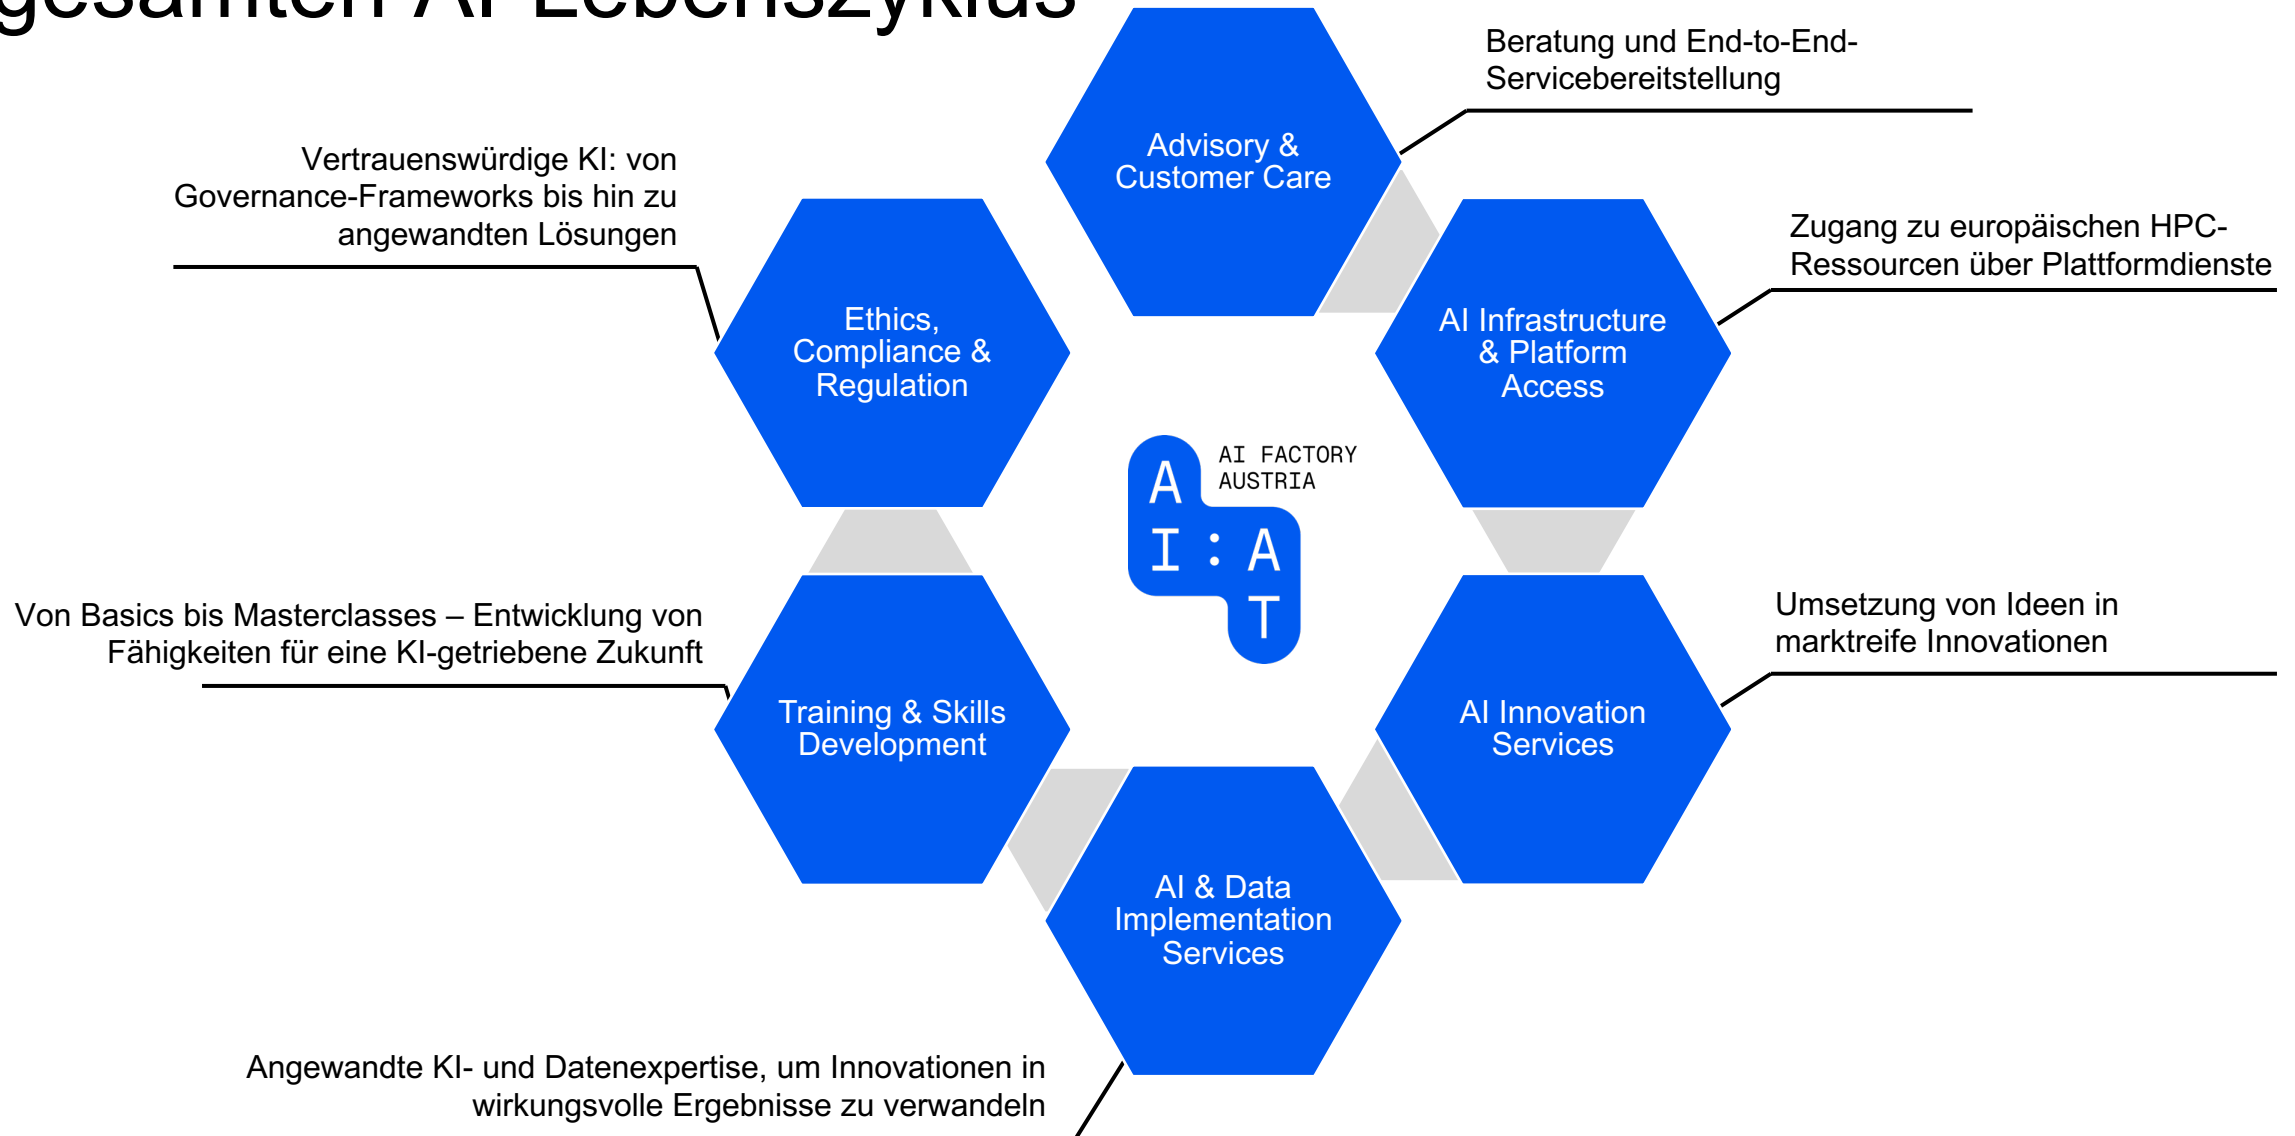 gesamten AI Lebenszyklus
Beratung und End-to-End-
Servicebereitstellung
Advisory &
Customer Care
Vertrauenswürdige KI: von
Governance-Frameworks bis hin zu
angewandten Lösungen
Zugang zu europäischen HPC-
Ressourcen über Plattformdienste
Ethics,
Compliance &
Regulation
AI Infrastructure
& Platform
Access
AI FACTORY
AUSTRIA
A
I : A
T
Von Basics bis Masterclasses – Entwicklung von
Fähigkeiten für eine KI-getriebene Zukunft
Umsetzung von Ideen in
marktreife Innovationen
Training & Skills
Development
AI Innovation
Services
AI & Data
Implementation
Services
Angewandte KI- und Datenexpertise, um Innovationen in
wirkungsvolle Ergebnisse zu verwandeln